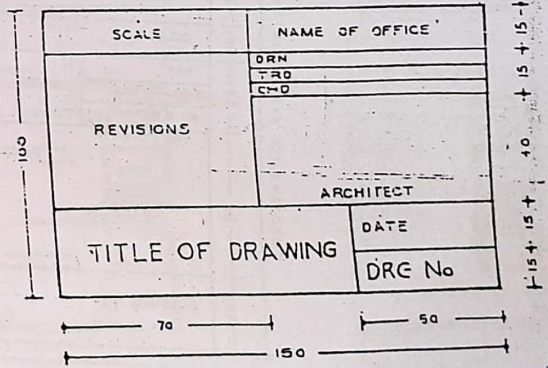 SCALE
NAME OF OFFICE
DRN
TRD
CHD
REVISIONS
ARCHITECT
TITLE OF DRAWING
DATE
DRG No
100
15
15
40
15
15
70
50
150